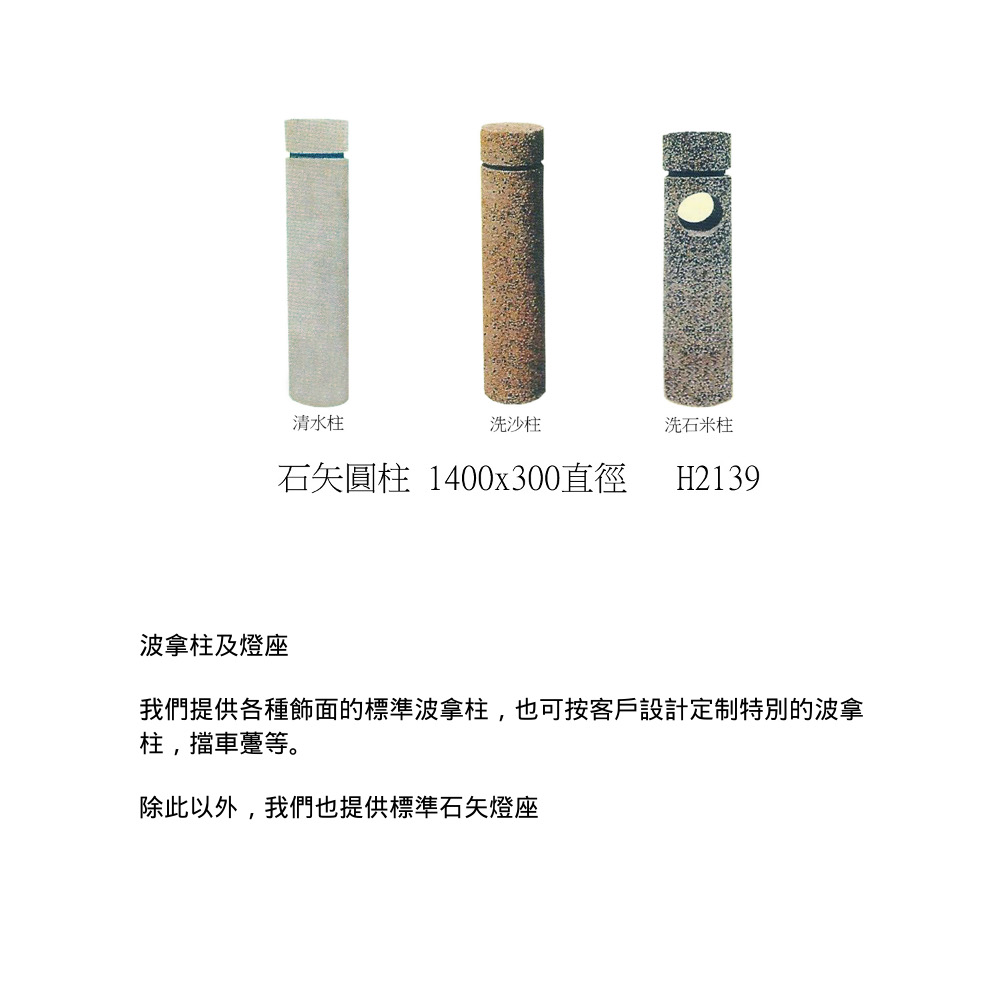 清水柱 洗沙柱 洗石米柱
石矢圓柱 1400x300直徑 H2139
波拿柱及燈座
我們提供各種飾面的標準波拿柱，也可按客戶設計定制特別的波拿
柱，擋車躉等。
除此以外，我們也提供標準石矢燈座